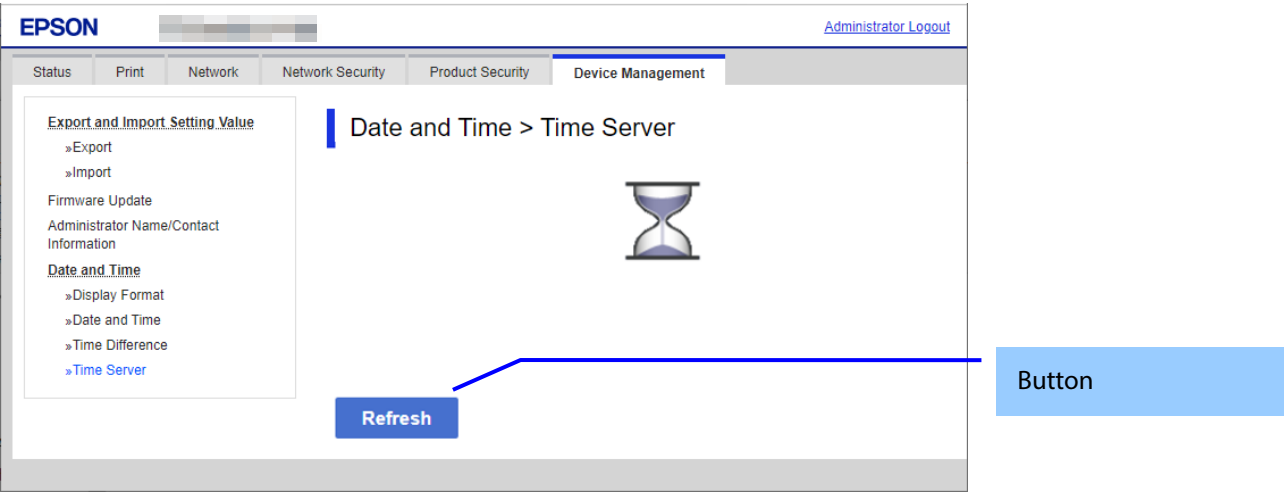 EPSON
Administrator Logout
Status Print Network Network Security Product Security Device Management
Export and Import Setting Value
»Export
»Import
Firmware Update
Administrator Name/Contact
Information
Date and Time
»Display Format
»Date and Time
»Time Difference
»Time Server
Date and Time > Time Server
Refresh
Button